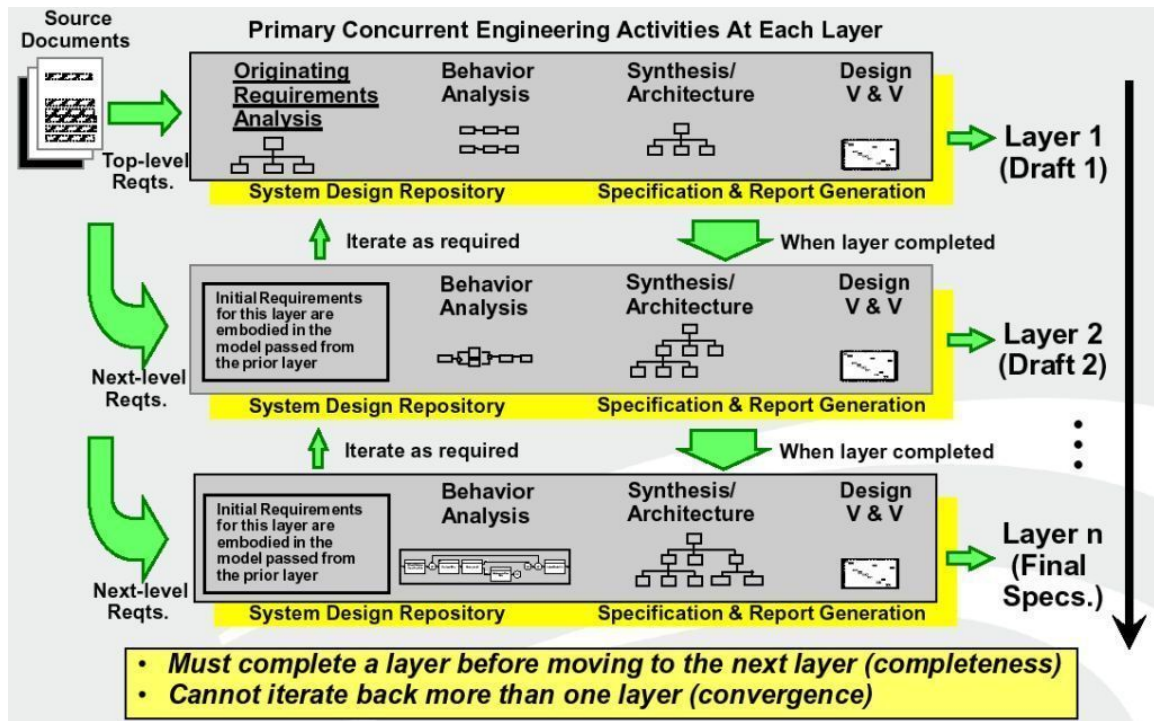 Source
Documents
Primary Concurrent Engineering Activities At Each Layer
Originating
Requirements
Analysis
Behavior
Analysis
Synthesis/
Architecture
Design
V & V
Top-level
Reqts.
System Design Repository
Specification & Report Generation
Layer 1
(Draft 1)
Iterate as required
When layer completed
Initial Requirements
for this layer are
embodied in the
model passed from
the prior layer
Behavior
Analysis
Synthesis/
Architecture
Design
V & V
Next-level
Reqts.
System Design Repository
Specification & Report Generation
Layer 2
(Draft 2)
Iterate as required
When layer completed
Initial Requirements
for this layer are
embodied in the
model passed from
the prior layer
Behavior
Analysis
Synthesis/
Architecture
Design
V & V
Next-level
Reqts.
System Design Repository
Specification & Report Generation
Layer n
(Final
Specs.)
• Must complete a layer before moving to the next layer (completeness)
• Cannot iterate back more than one layer (convergence)